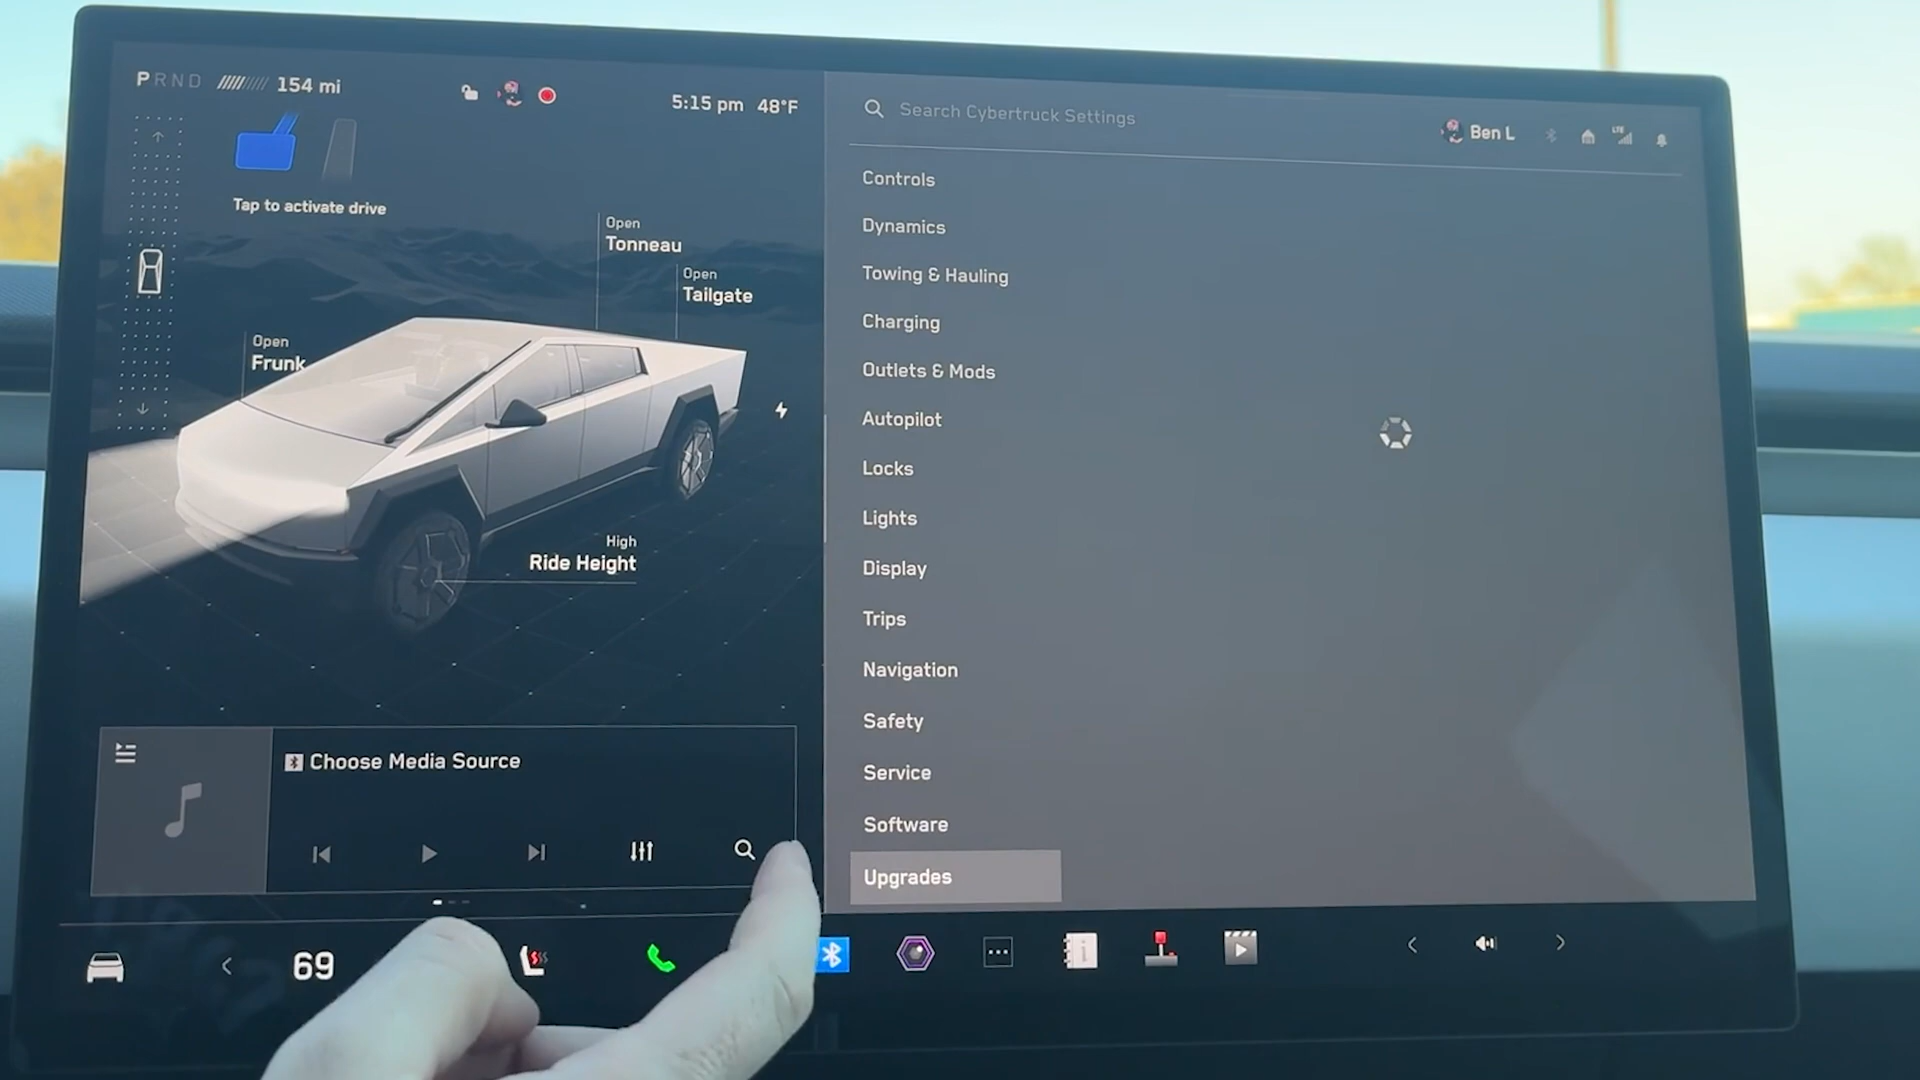 PRND 154 mi
5:15 pm 48°F
Tap to activate drive
Open
Tonneau
Open
Tailgate
Open
Frunk
High
Ride Height
Choose Media Source
69
Search Cybertruck Settings
Ben L
LTE
Controls
Dynamics
Towing & Hauling
Charging
Outlets & Mods
Autopilot
Locks
Lights
Display
Trips
Navigation
Safety
Service
Software
Upgrades